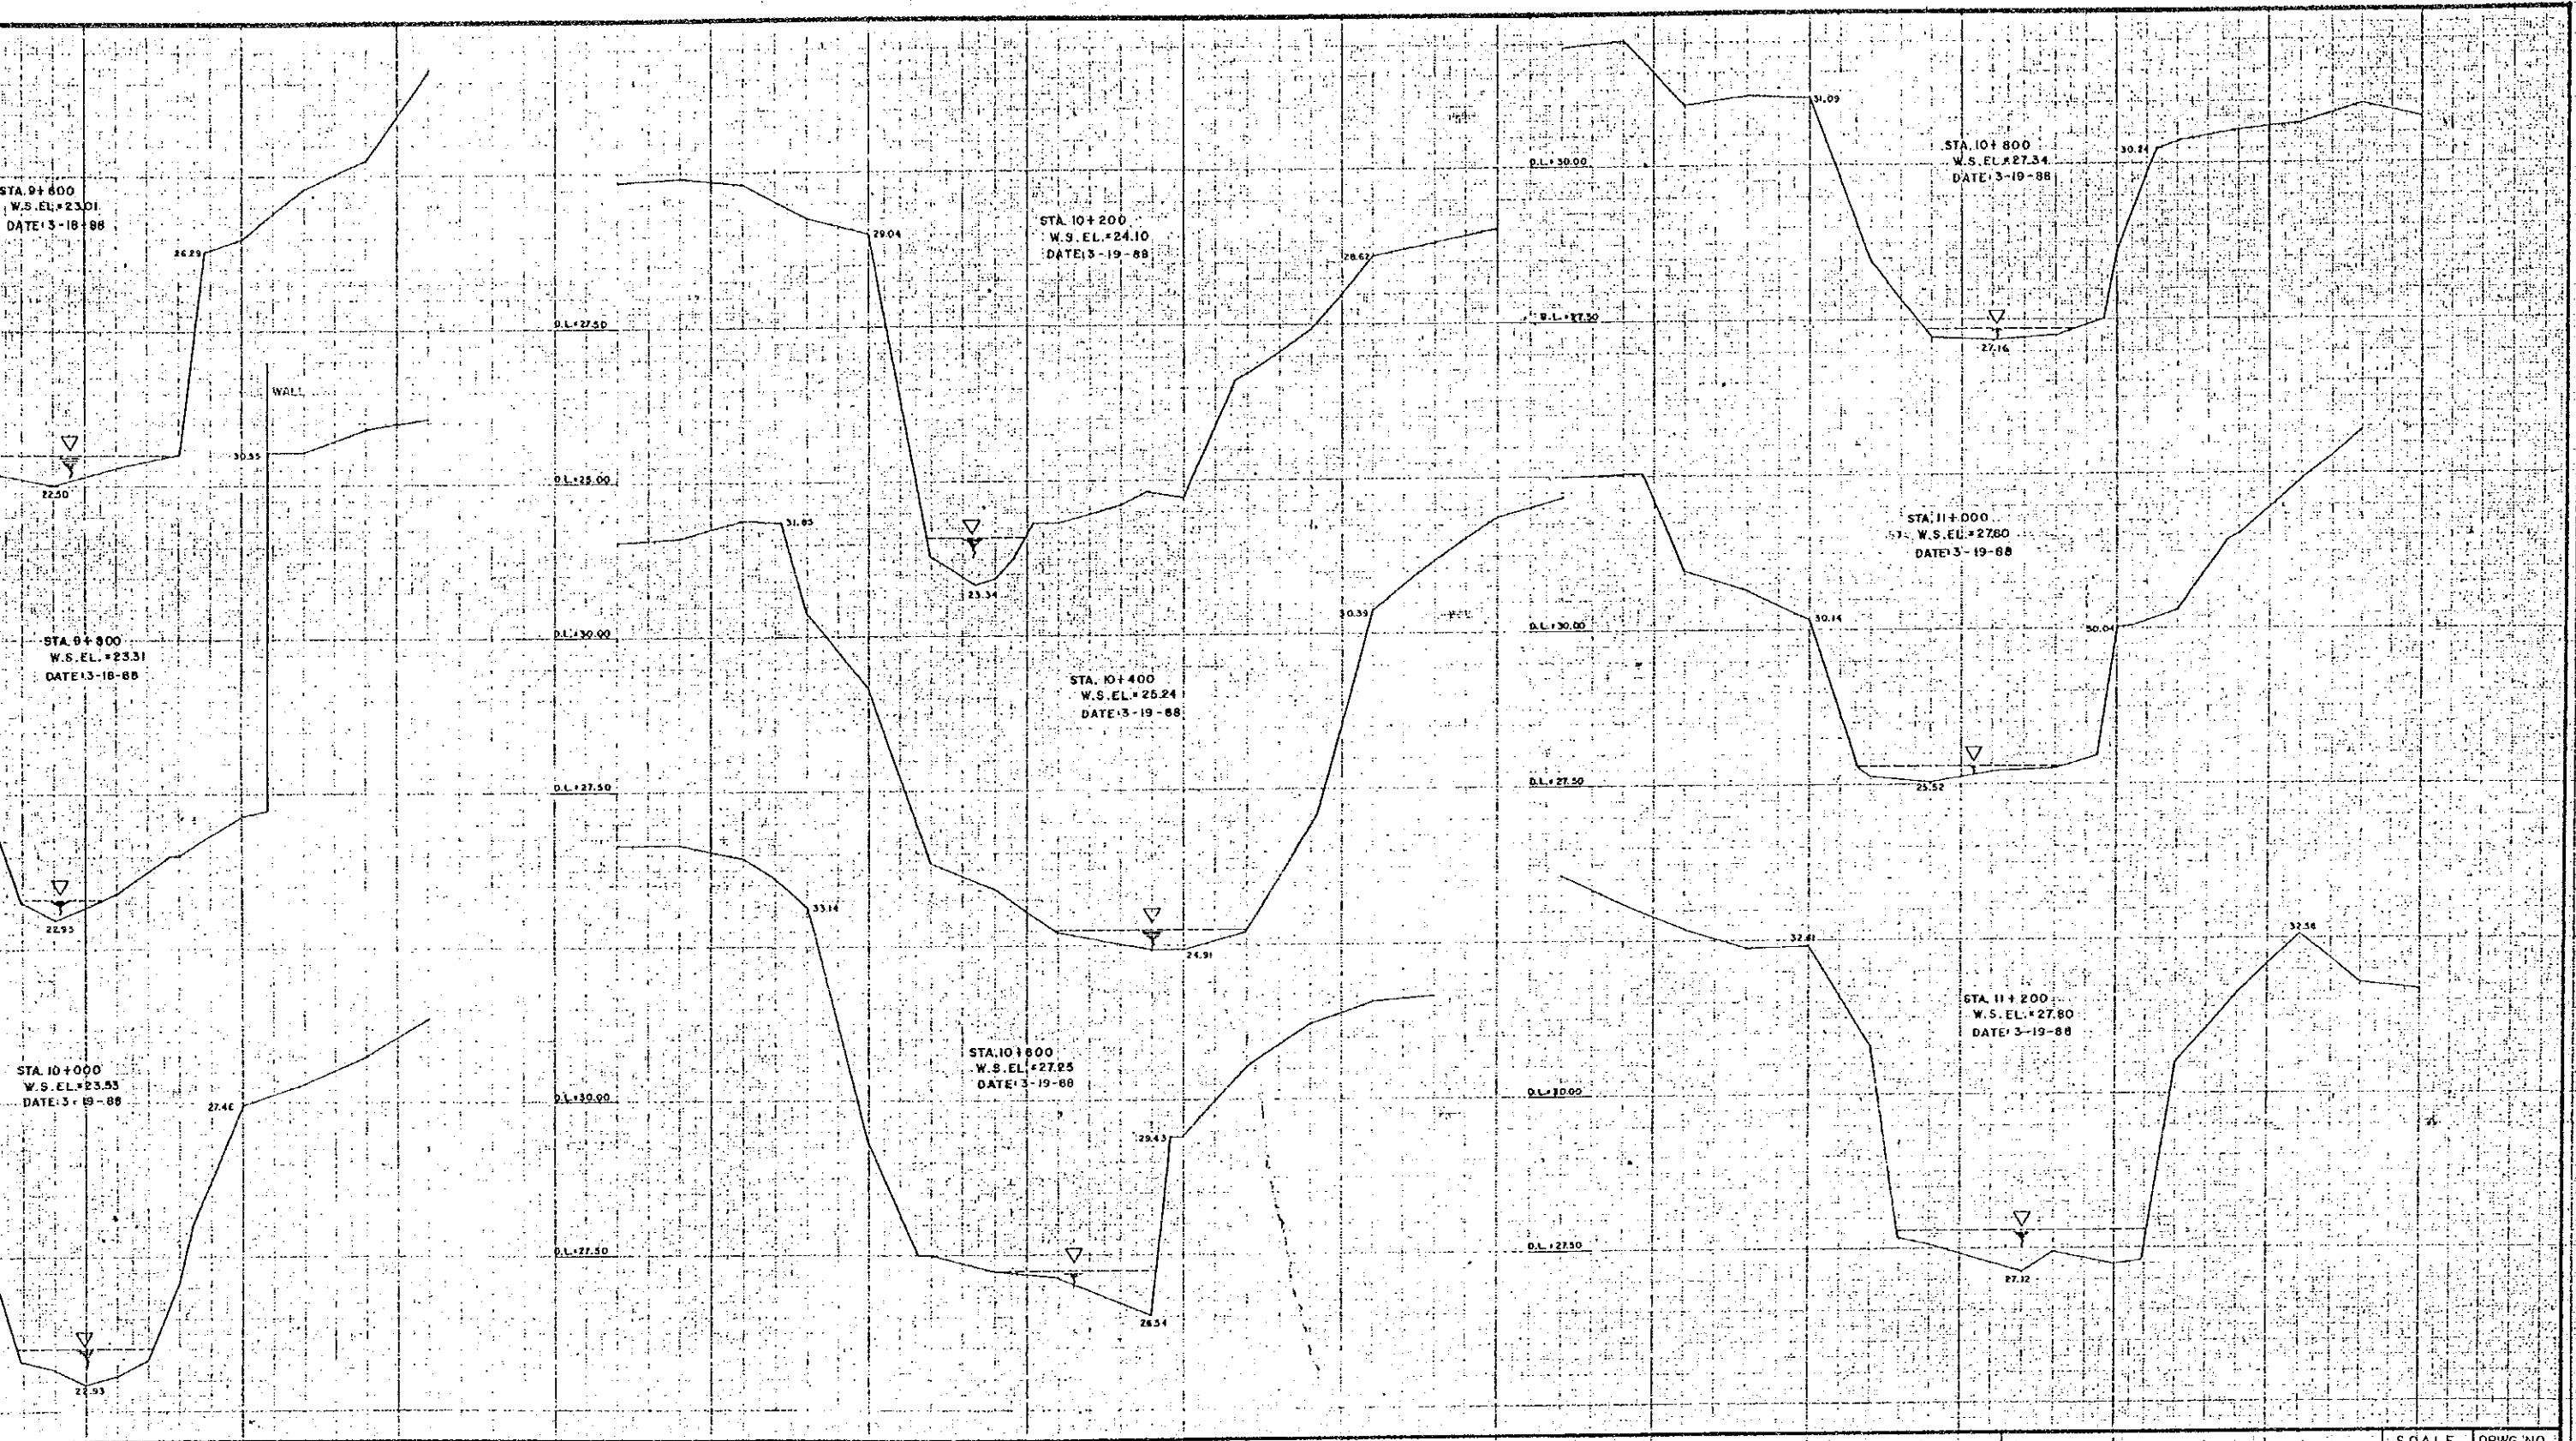 STA. 9+600
W.S.EL.=23.01
DATE:3-18-88
26.29
22.50
WALL
30.55
STA. 9+800
W.S.EL.=23.31
DATE:3-18-88
22.95
STA. 10+000
W.S.EL.=23.53
DATE:3-19-88
27.46
22.93
D.L.=27.50
D.L.=25.00
29.04
STA. 10+200
W.S.EL.=24.10
DATE:3-19-88
28.62
23.34
31.85
D.L.=30.00
D.L.=27.50
STA. 10+400
W.S.EL.=25.24
DATE:3-19-88
30.39
24.91
33.14
D.L.=30.00
D.L.=27.50
STA. 10+600
W.S.EL.=27.25
DATE:3-19-88
29.43
26.54
D.L.=30.00
D.L.=27.50
31.09
STA. 10+800
W.S.EL.=27.34
DATE:3-19-88
30.24
27.16
D.L.=30.00
D.L.=27.50
30.14
STA. 11+000
W.S.EL.=27.80
DATE:3-19-88
30.04
25.52
32.41
STA. 11+200
W.S.EL.=27.80
DATE:3-19-88
32.56
D.L.=30.00
D.L.=27.50
27.12
SCALE
DRWG. NO.